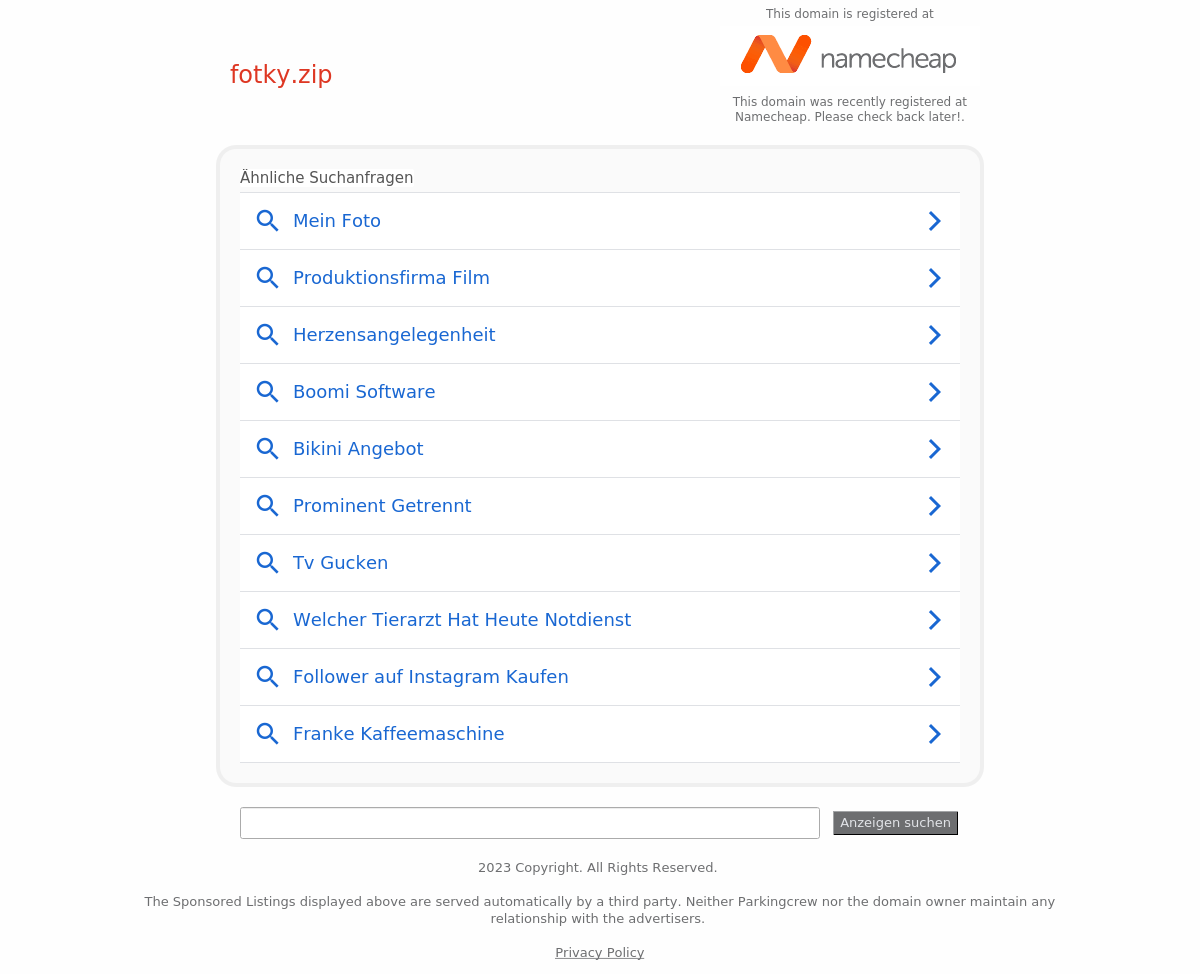 This domain is registered at
namecheap
fotky.zip
This domain was recently registered at
Namecheap. Please check back later!.
Ähnliche Suchanfragen
Mein Foto
Produktionsfirma Film
Herzensangelegenheit
Boomi Software
Bikini Angebot
Prominent Getrennt
Tv Gucken
Welcher Tierarzt Hat Heute Notdienst
Follower auf Instagram Kaufen
Franke Kaffeemaschine
Anzeigen suchen
2023 Copyright. All Rights Reserved.
The Sponsored Listings displayed above are served automatically by a third party. Neither Parkingcrew nor the domain owner maintain any
relationship with the advertisers.
Privacy Policy